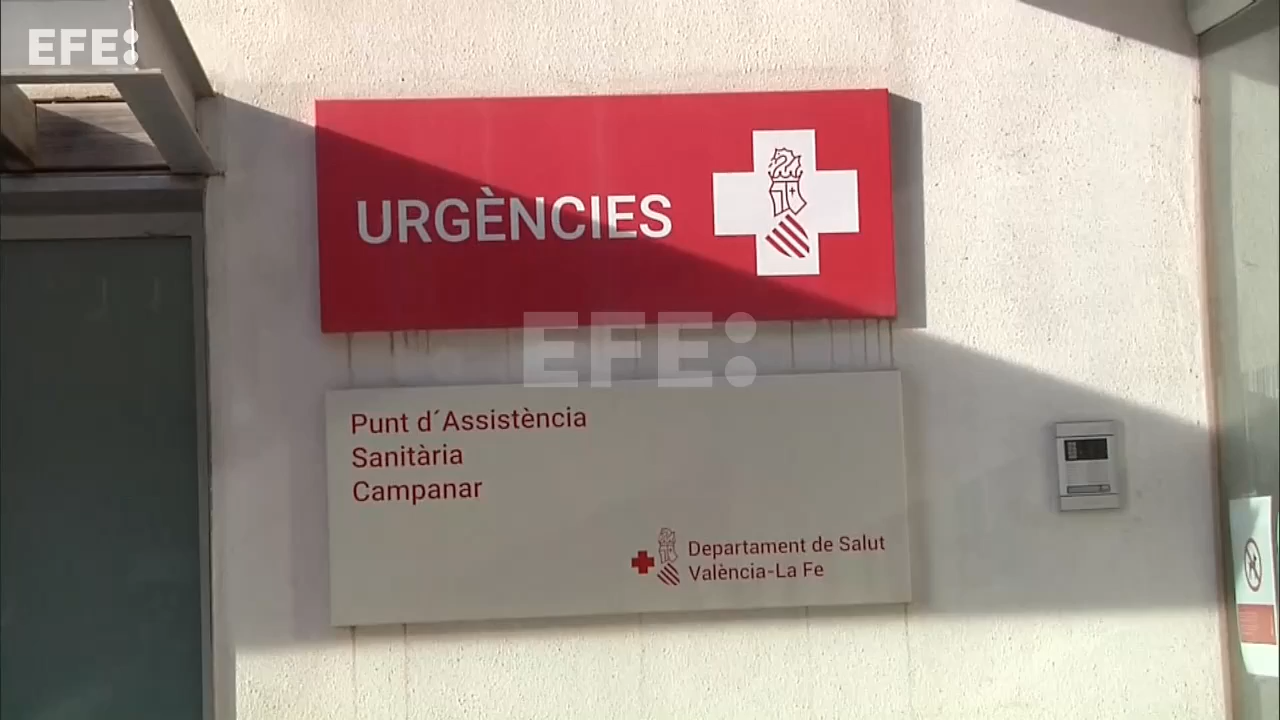 EFE:
URGÈNCIES
EFE:
Punt d´Assistència
Sanitària
Campanar
Departament de Salut
València-La Fe